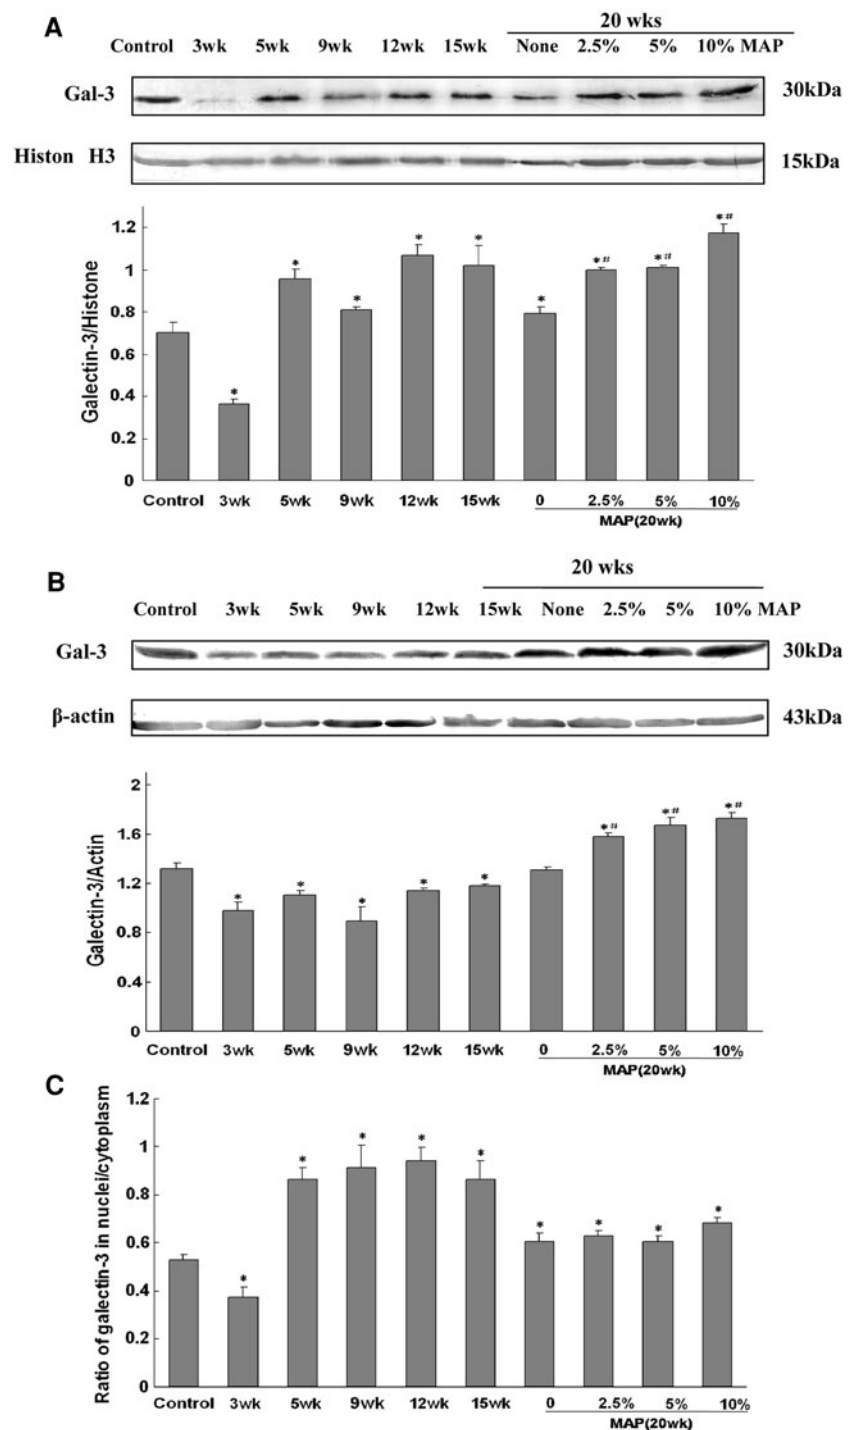 A
20 wks
Control 3wk 5wk 9wk 12wk 15wk None 2.5% 5% 10% MAP
Gal-3 30kDa
Histon H3 15kDa
Galectin-3/Histone
1.2
1
0.8
0.6
0.4
0.2
0
* * * * * * *# *# *#
Control 3wk 5wk 9wk 12wk 15wk 0 2.5% 5% 10%
MAP(20wk)
B
20 wks
Control 3wk 5wk 9wk 12wk 15wk None 2.5% 5% 10% MAP
Gal-3 30kDa
β-actin 43kDa
Galectin-3/Actin
2
1.6
1.2
0.8
0.4
0
* * * * * *# *# *#
Control 3wk 5wk 9wk 12wk 15wk 0 2.5% 5% 10%
MAP(20wk)
C
Ratio of galectin-3 in nuclei/cytoplasm
1.2
1
0.8
0.6
0.4
0.2
0
* * * * * * * * *
Control 3wk 5wk 9wk 12wk 15wk 0 2.5% 5% 10%
MAP(20wk)